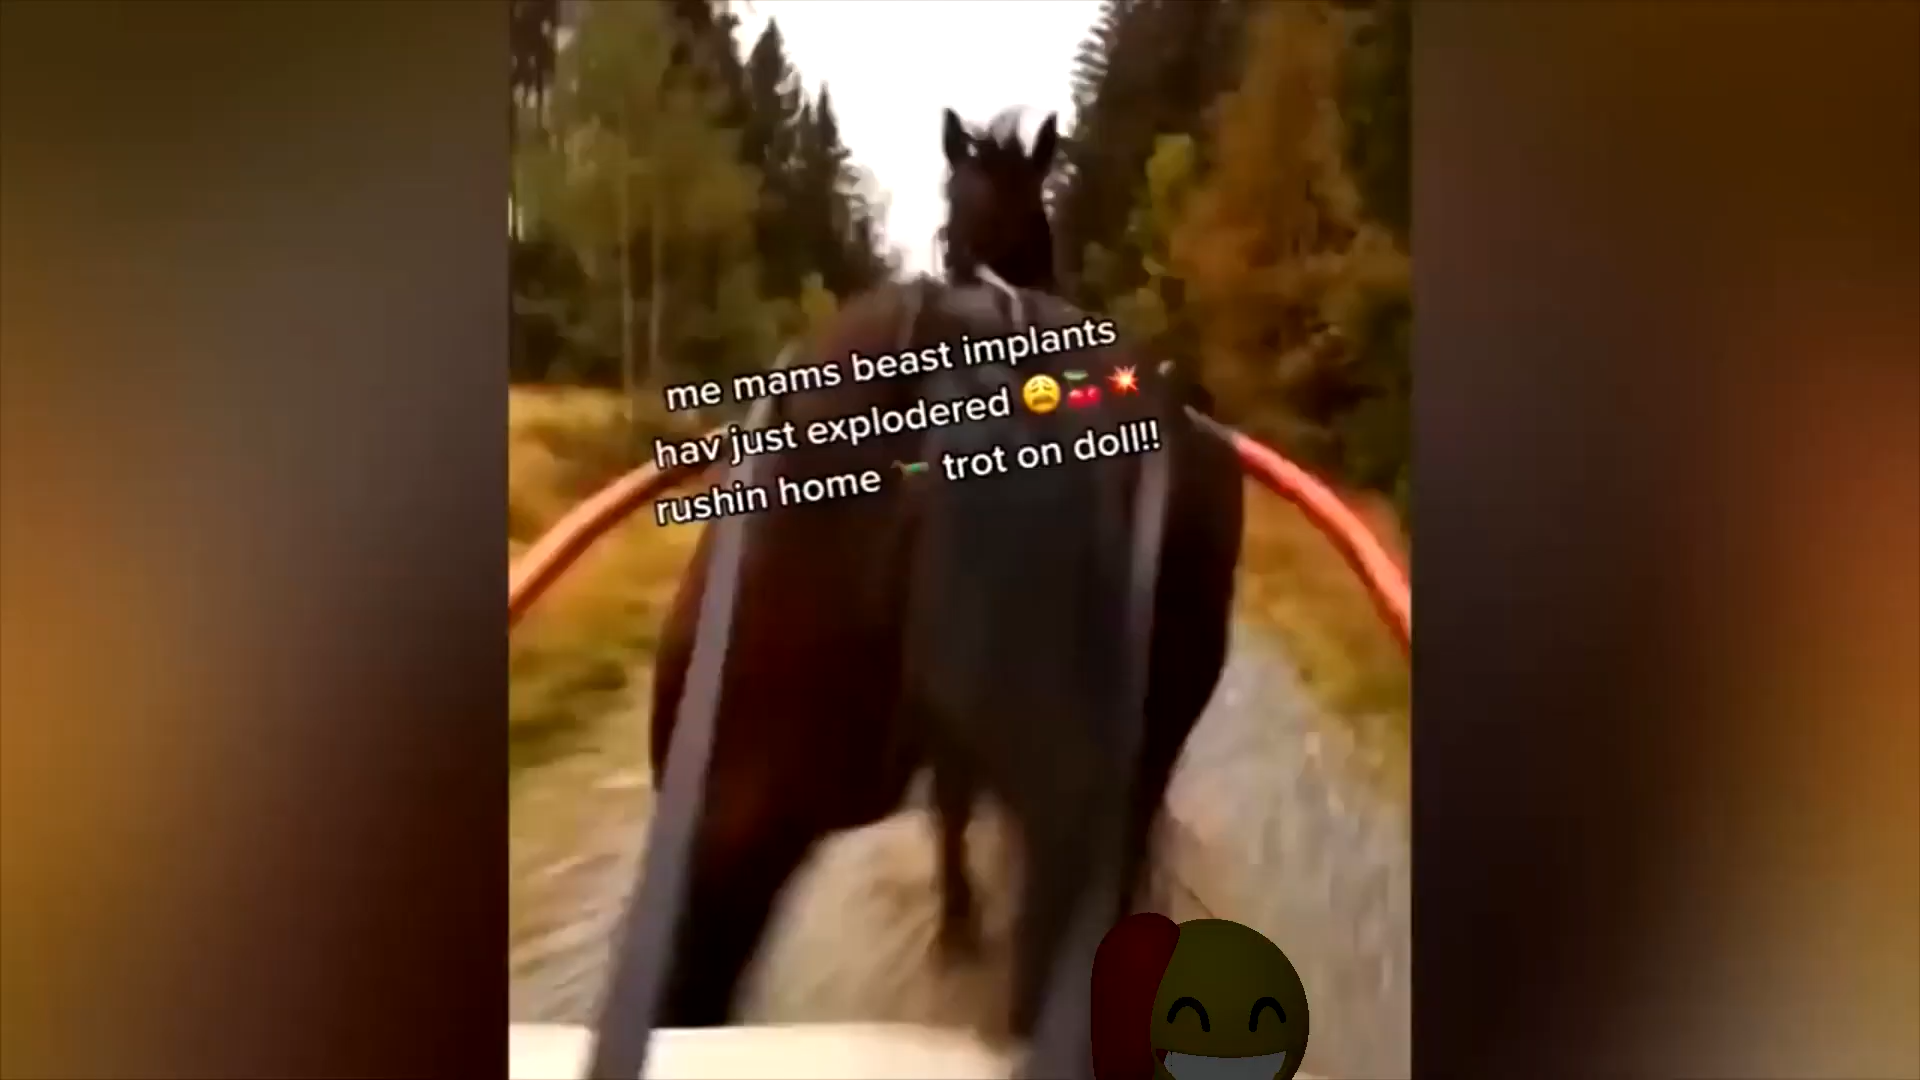 me mams beast implants
hav just explodered 😩🍒💥
rushin home 🐎 trot on doll!!